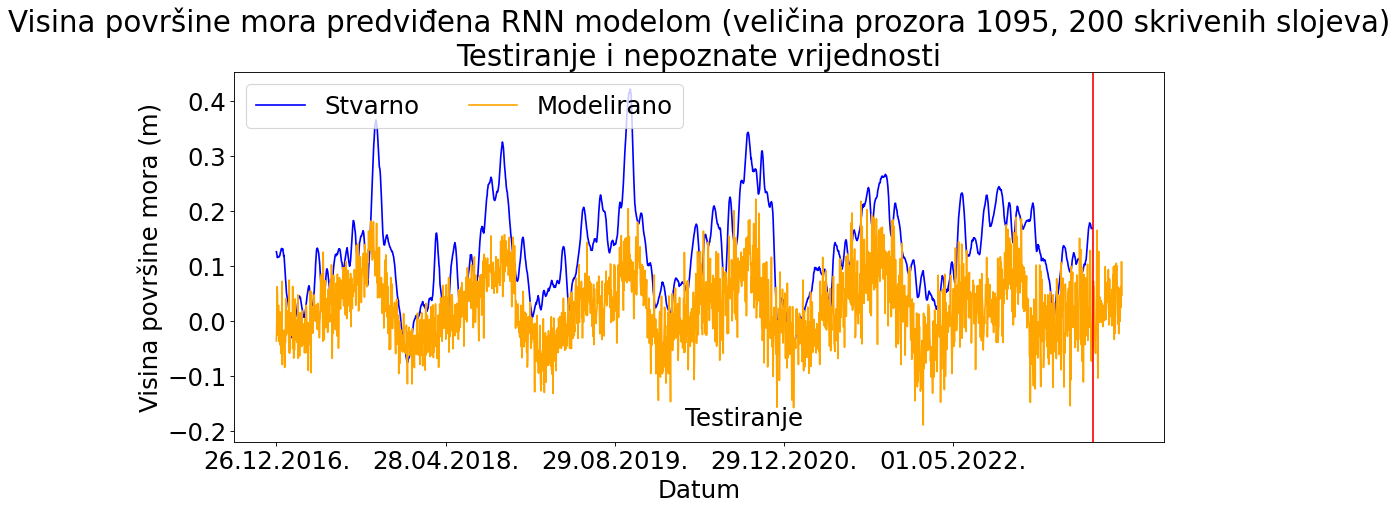 Visina površine mora predviđena RNN modelom (veličina prozora 1095, 200 skrivenih slojeva)
Testiranje i nepoznate vrijednosti
Stvarno Modelirano
Visina površine mora (m)
0.4
0.3
0.2
0.1
0.0
−0.1
−0.2
Testiranje
26.12.2016. 28.04.2018. 29.08.2019. 29.12.2020. 01.05.2022.
Datum